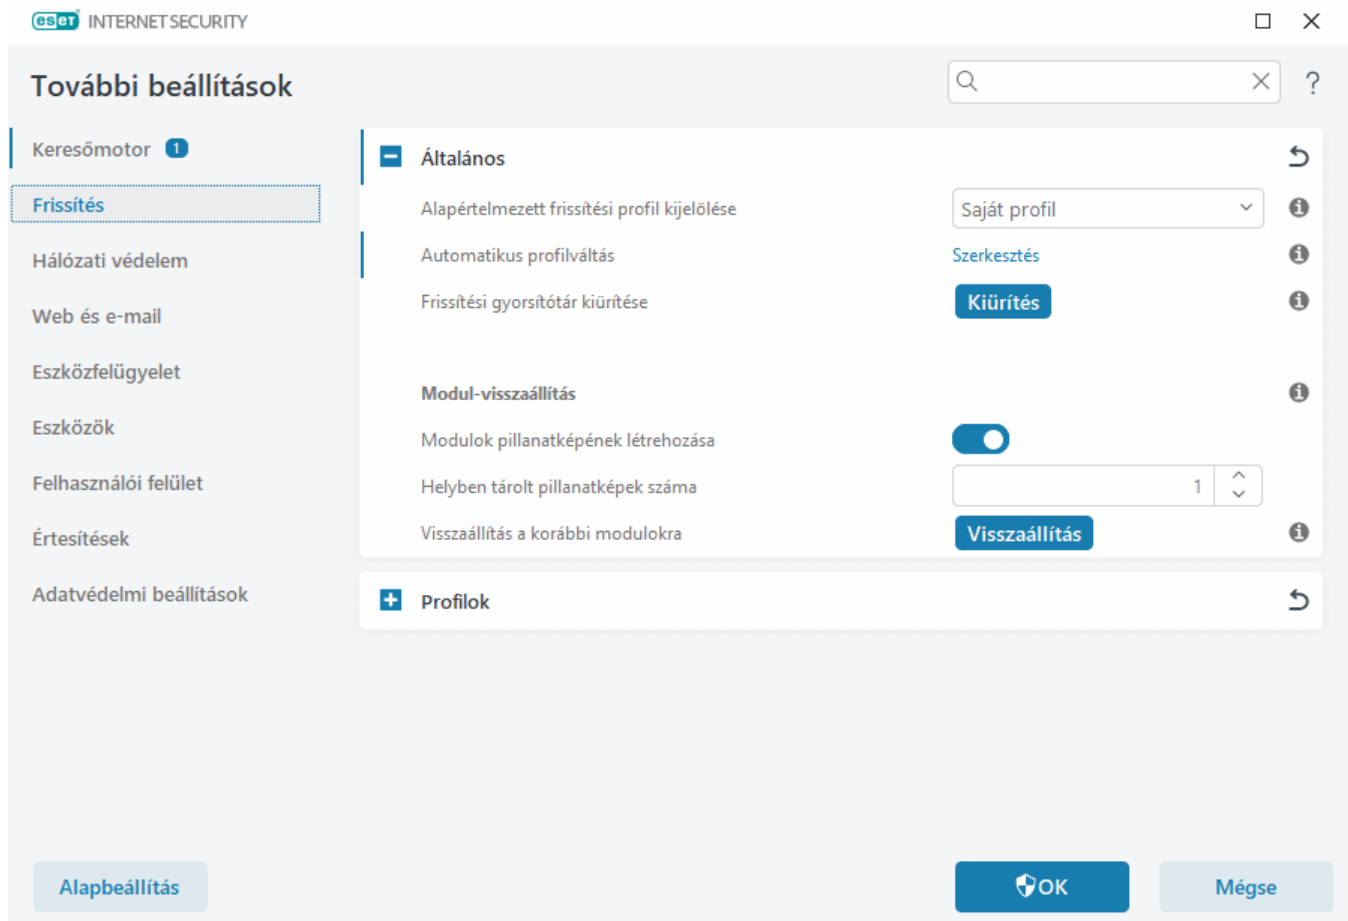 eset INTERNET SECURITY
További beállítások
?
Keresőmotor 1
Frissítés
Hálózati védelem
Web és e-mail
Eszközfelügyelet
Eszközök
Felhasználói felület
Értesítések
Adatvédelmi beállítások
Általános
Alapértelmezett frissítési profil kijelölése Saját profil
Automatikus profilváltás Szerkesztés
Frissítési gyorsítótár kiürítése Kiürítés
Modul-visszaállítás
Modulok pillanatképének létrehozása
Helyben tárolt pillanatképek száma 1
Visszaállítás a korábbi modulokra Visszaállítás
Profilok
Alapbeállítás OK Mégse